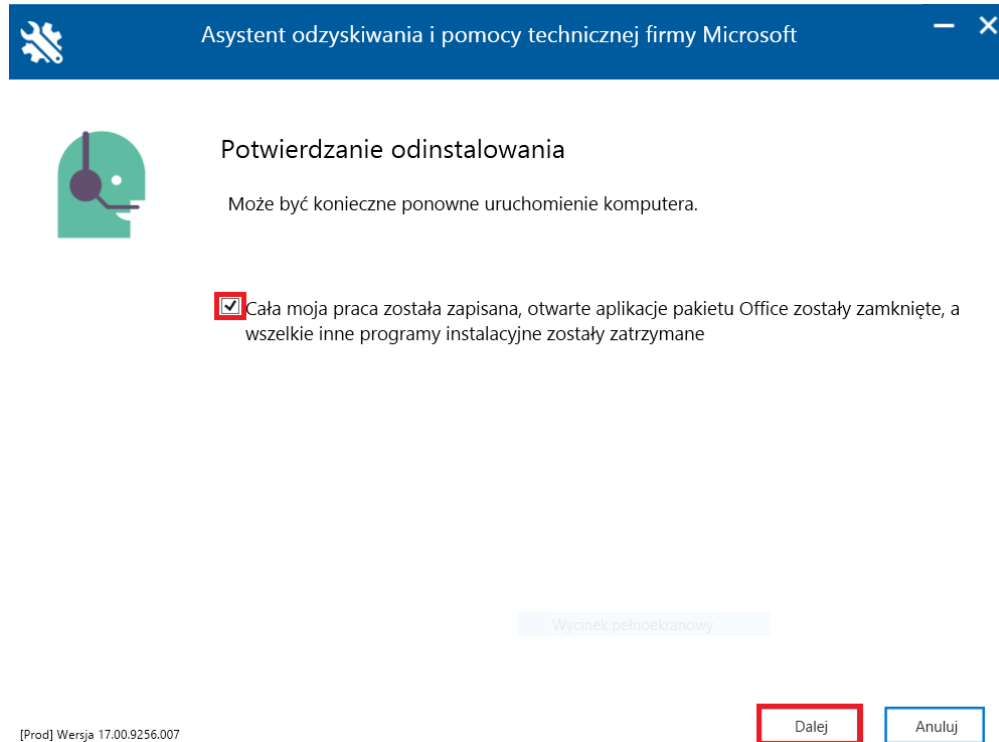 Asystent odzyskiwania i pomocy technicznej firmy Microsoft
Potwierdzanie odinstalowania
Może być konieczne ponowne uruchomienie komputera.
Cała moja praca została zapisana, otwarte aplikacje pakietu Office zostały zamknięte, a
wszelkie inne programy instalacyjne zostały zatrzymane
Wycinek pełnoekranowy
Dalej
Anuluj
[Prod] Wersja 17.00.9256.007